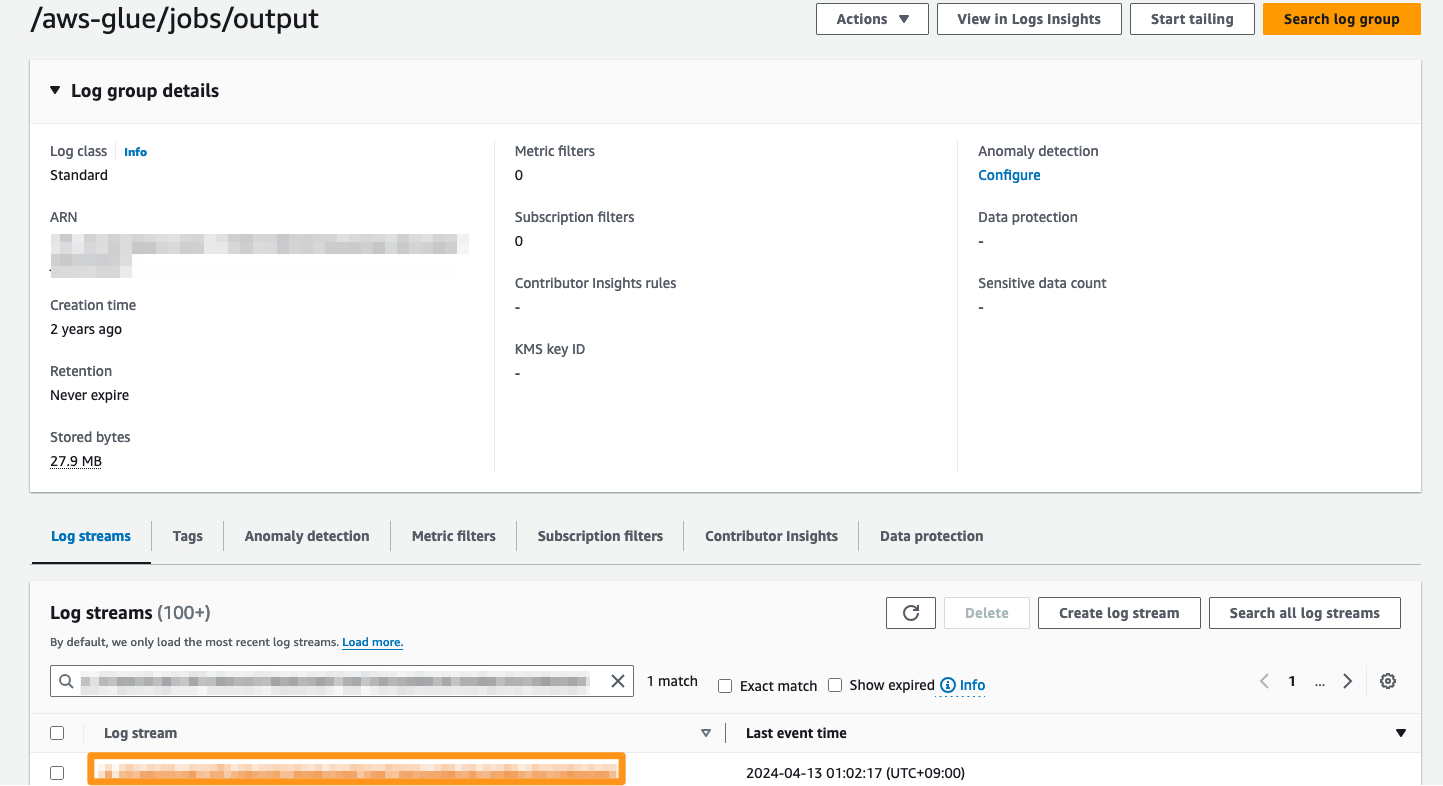 /aws-glue/jobs/output
Actions ▼ View in Logs Insights Start tailing Search log group
▼ Log group details
Log class Info
Standard
ARN
Creation time
2 years ago
Retention
Never expire
Stored bytes
27.9 MB
Metric filters
0
Subscription filters
0
Contributor Insights rules
-
KMS key ID
-
Anomaly detection
Configure
Data protection
-
Sensitive data count
-
Log streams Tags Anomaly detection Metric filters Subscription filters Contributor Insights Data protection
Log streams (100+)
Delete Create log stream Search all log streams
By default, we only load the most recent log streams. Load more.
1 match Exact match Show expired Info 1 ...
Log stream Last event time
2024-04-13 01:02:17 (UTC+09:00)